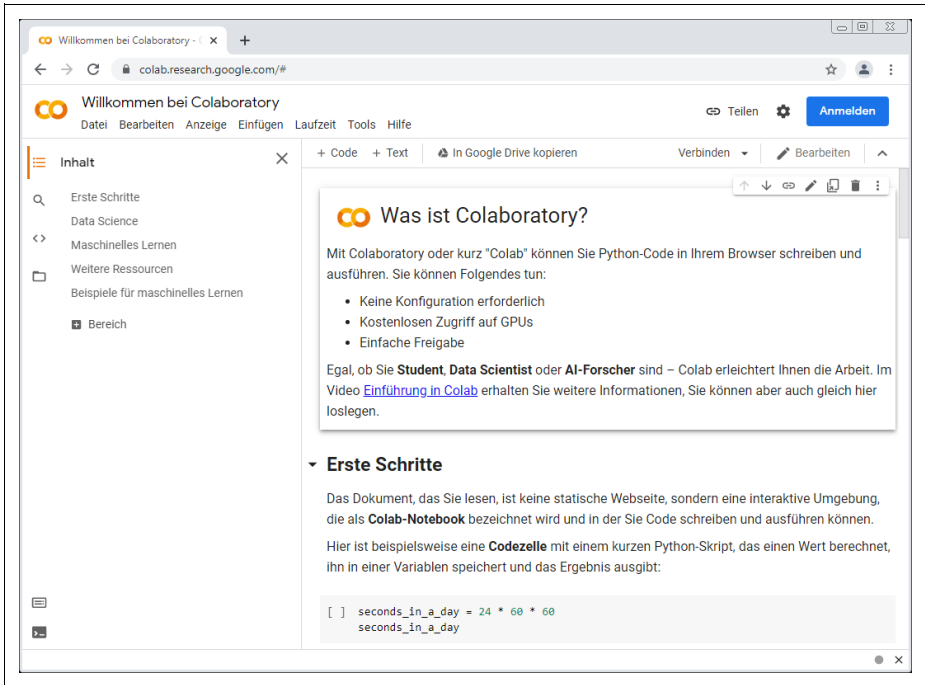 Willkommen bei Colaboratory - 
colab.research.google.com/#
Willkommen bei Colaboratory
Datei Bearbeiten Anzeige Einfügen Laufzeit Tools Hilfe
Teilen
Anmelden
Inhalt
Erste Schritte
Data Science
Maschinelles Lernen
Weitere Ressourcen
Beispiele für maschinelles Lernen
Bereich
+ Code + Text In Google Drive kopieren Verbinden Bearbeiten
Was ist Colaboratory?
Mit Colaboratory oder kurz "Colab" können Sie Python-Code in Ihrem Browser schreiben und
ausführen. Sie können Folgendes tun:
• Keine Konfiguration erforderlich
• Kostenlosen Zugriff auf GPUs
• Einfache Freigabe
Egal, ob Sie Student, Data Scientist oder AI-Forscher sind – Colab erleichtert Ihnen die Arbeit. Im
Video Einführung in Colab erhalten Sie weitere Informationen, Sie können aber auch gleich hier
loslegen.
Erste Schritte
Das Dokument, das Sie lesen, ist keine statische Webseite, sondern eine interaktive Umgebung,
die als Colab-Notebook bezeichnet wird und in der Sie Code schreiben und ausführen können.
Hier ist beispielsweise eine Codezelle mit einem kurzen Python-Skript, das einen Wert berechnet,
ihn in einer Variablen speichert und das Ergebnis ausgibt:
[ ] seconds_in_a_day = 24 * 60 * 60
seconds_in_a_day